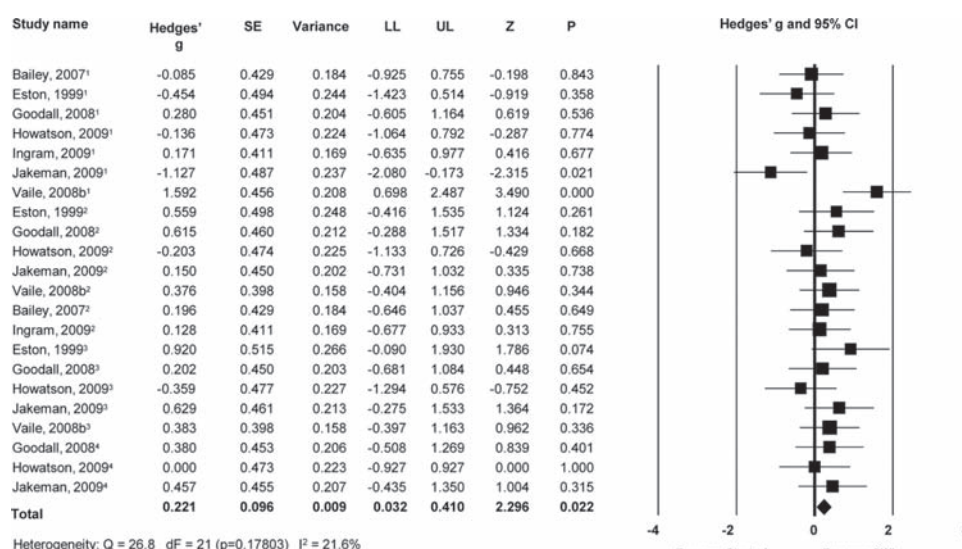 Study name Hedges' g SE Variance LL UL Z P Hedges' g and 95% CI
Bailey, 2007¹ -0.085 0.429 0.184 -0.925 0.755 -0.198 0.843
Eston, 1999¹ -0.454 0.494 0.244 -1.423 0.514 -0.919 0.358
Goodall, 2008¹ 0.280 0.451 0.204 -0.605 1.164 0.619 0.536
Howatson, 2009¹ -0.136 0.473 0.224 -1.064 0.792 -0.287 0.774
Ingram, 2009¹ 0.171 0.411 0.169 -0.635 0.977 0.416 0.677
Jakeman, 2009¹ -1.127 0.487 0.237 -2.080 -0.173 -2.315 0.021
Vaile, 2008b¹ 1.592 0.456 0.208 0.698 2.487 3.490 0.000
Eston, 1999² 0.559 0.498 0.248 -0.416 1.535 1.124 0.261
Goodall, 2008² 0.615 0.460 0.212 -0.288 1.517 1.334 0.182
Howatson, 2009² -0.203 0.474 0.225 -1.133 0.726 -0.429 0.668
Jakeman, 2009² 0.150 0.450 0.202 -0.731 1.032 0.335 0.738
Vaile, 2008b² 0.376 0.398 0.158 -0.404 1.156 0.946 0.344
Bailey, 2007² 0.196 0.429 0.184 -0.646 1.037 0.455 0.649
Ingram, 2009² 0.128 0.411 0.169 -0.677 0.933 0.313 0.755
Eston, 1999³ 0.920 0.515 0.266 -0.090 1.930 1.786 0.074
Goodall, 2008³ 0.202 0.450 0.203 -0.681 1.084 0.448 0.654
Howatson, 2009³ -0.359 0.477 0.227 -1.294 0.576 -0.752 0.452
Jakeman, 2009³ 0.629 0.461 0.213 -0.275 1.533 1.364 0.172
Vaile, 2008b³ 0.383 0.398 0.158 -0.397 1.163 0.962 0.336
Goodall, 2008⁴ 0.380 0.453 0.206 -0.508 1.269 0.839 0.401
Howatson, 2009⁴ 0.000 0.473 0.223 -0.927 0.927 0.000 1.000
Jakeman, 2009⁴ 0.457 0.455 0.207 -0.435 1.350 1.004 0.315
Total 0.221 0.096 0.009 0.032 0.410 2.296 0.022
-4 -2 0 2
Heterogeneity: Q = 26.8 dF = 21 (p=0.17803) I² = 21.6%